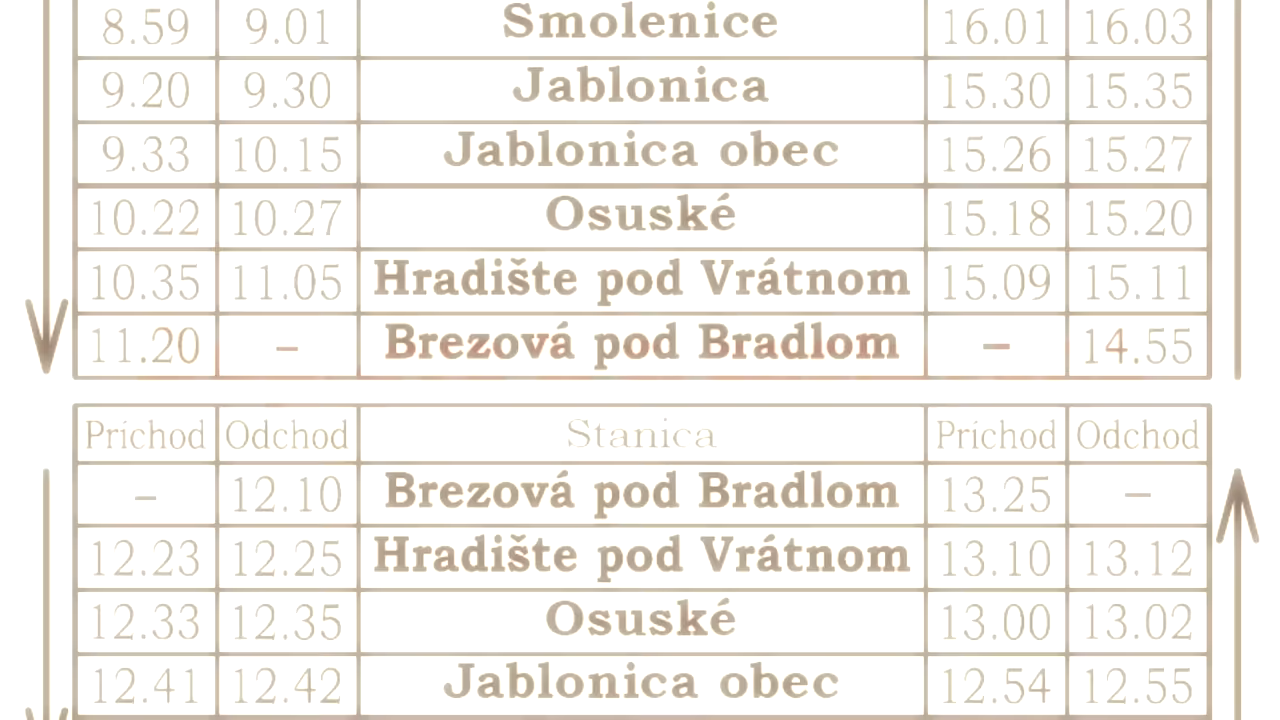 8.59 9.01 Smolenice 16.01 16.03
9.20 9.30 Jablonica 15.30 15.35
9.33 10.15 Jablonica obec 15.26 15.27
10.22 10.27 Osuské 15.18 15.20
10.35 11.05 Hradište pod Vrátnom 15.09 15.11
11.20 – Brezová pod Bradlom – 14.55
Príchod Odchod Stanica Príchod Odchod
– 12.10 Brezová pod Bradlom 13.25 –
12.23 12.25 Hradište pod Vrátnom 13.10 13.12
12.33 12.35 Osuské 13.00 13.02
12.41 12.42 Jablonica obec 12.54 12.55